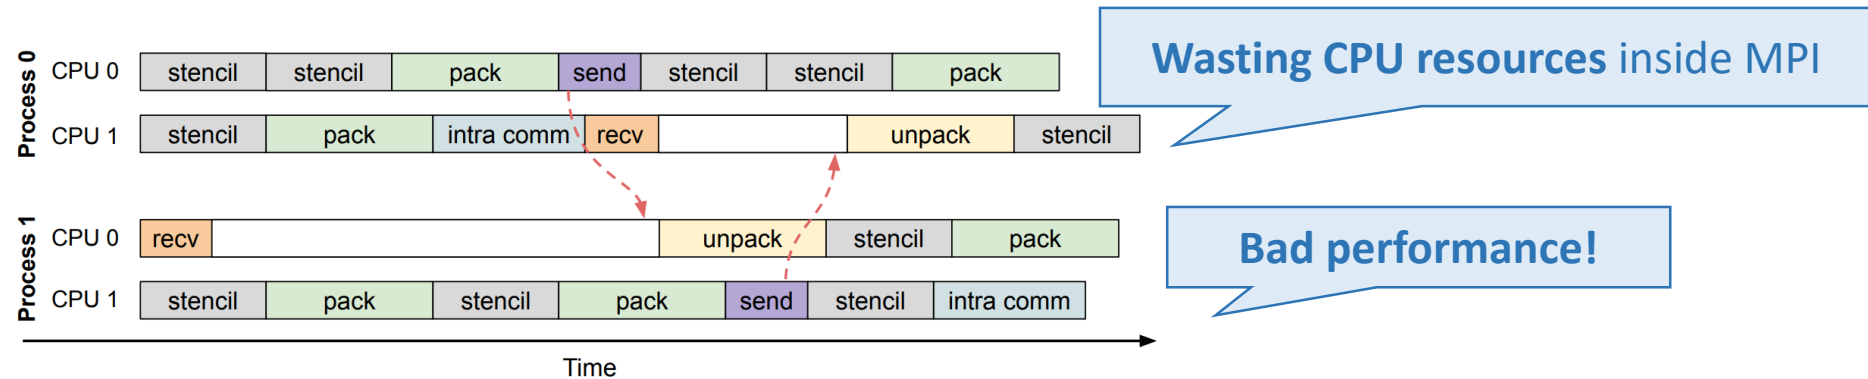 Process 0
CPU 0 stencil stencil pack send stencil stencil pack
CPU 1 stencil pack intra comm recv unpack stencil
Wasting CPU resources inside MPI
Process 1
CPU 0 recv unpack stencil pack
CPU 1 stencil pack stencil pack send stencil intra comm
Bad performance!
Time